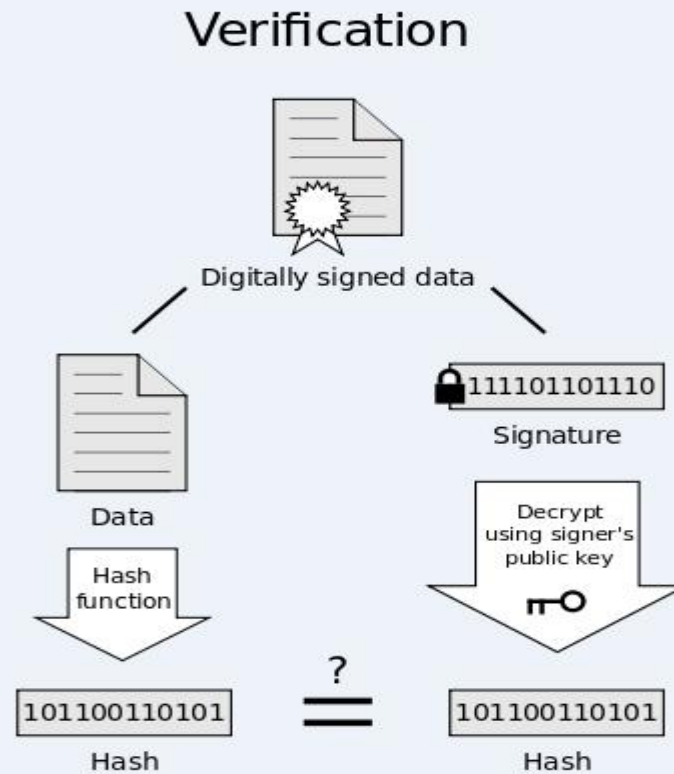 Verification
Digitally signed data
111101101110
Signature
Data
Decrypt
using signer's
public key
Hash
function
?
101100110101
101100110101
Hash
Hash